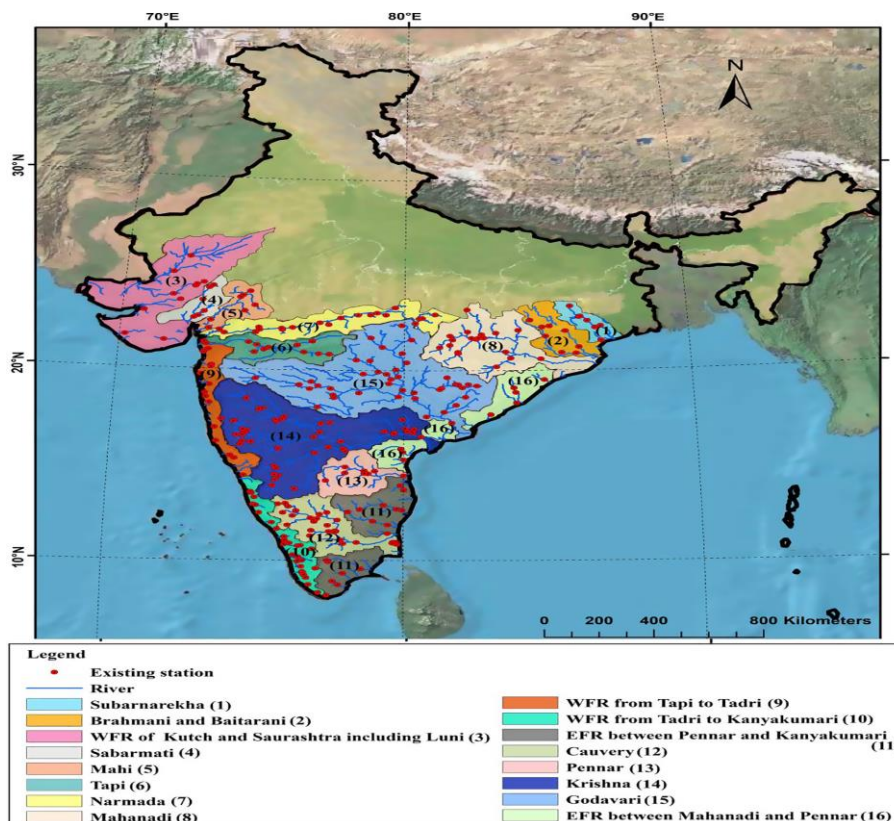 70°E 80°E 90°E
N
30°N
20°N
10°N
30°N
20°N
10°N
(3)
(4)
(5)
(7)
(1)
(2)
(6)
(8)
(9)
(15)
(16)
(14)
(16)
(16)
(13)
(11)
(12)
(10)
(11)
0 200 400 800 Kilometers
Legend
Existing station
River
Subarnarekha (1)
Brahmani and Baitarani (2)
WFR of Kutch and Saurashtra including Luni (3)
Sabarmati (4)
Mahi (5)
Tapi (6)
Narmada (7)
Mahanadi (8)
WFR from Tapi to Tadri (9)
WFR from Tadri to Kanyakumari (10)
EFR between Pennar and Kanyakumari
(11
Cauvery (12)
Pennar (13)
Krishna (14)
Godavari (15)
EFR between Mahanadi and Pennar (16)